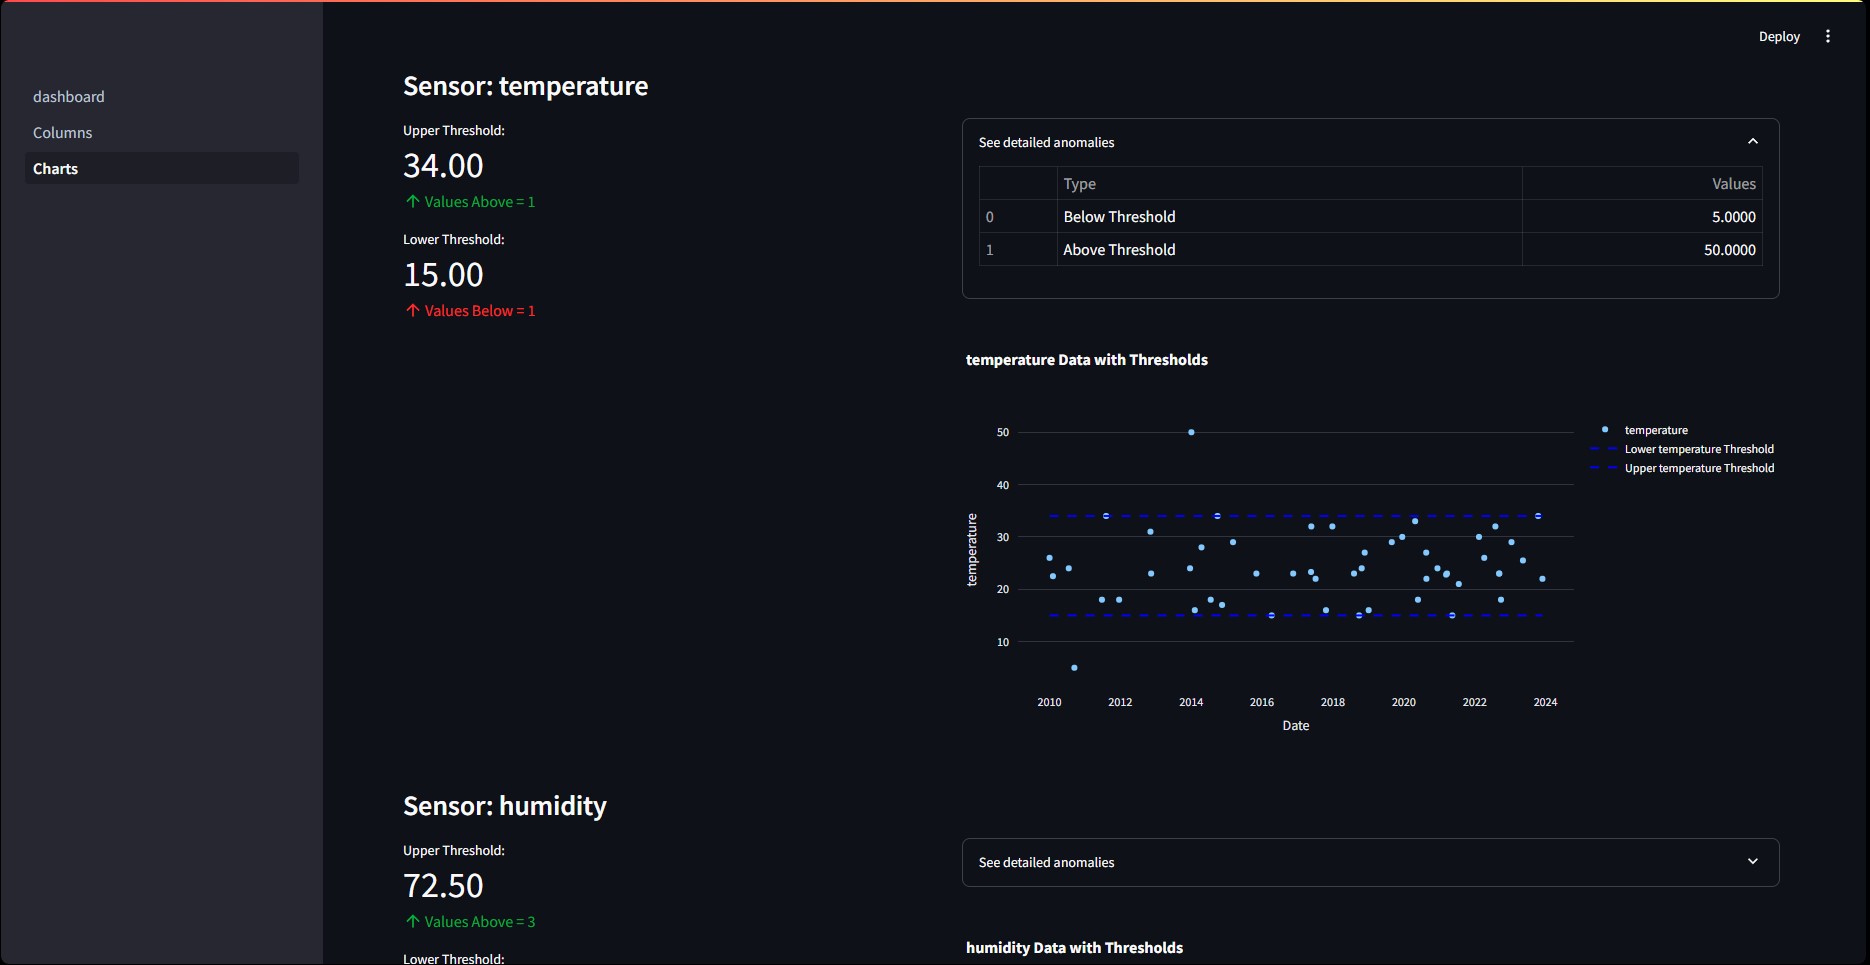 Deploy
dashboard
Columns
Charts
Sensor: temperature
Upper Threshold:
34.00
↑ Values Above = 1
Lower Threshold:
15.00
↑ Values Below = 1
See detailed anomalies
Type Values
0 Below Threshold 5.0000
1 Above Threshold 50.0000
temperature Data with Thresholds
50
40
30
20
10
temperature
2010 2012 2014 2016 2018 2020 2022 2024
Date
temperature
Lower temperature Threshold
Upper temperature Threshold
Sensor: humidity
Upper Threshold:
72.50
↑ Values Above = 3
Lower Threshold:
See detailed anomalies
humidity Data with Thresholds